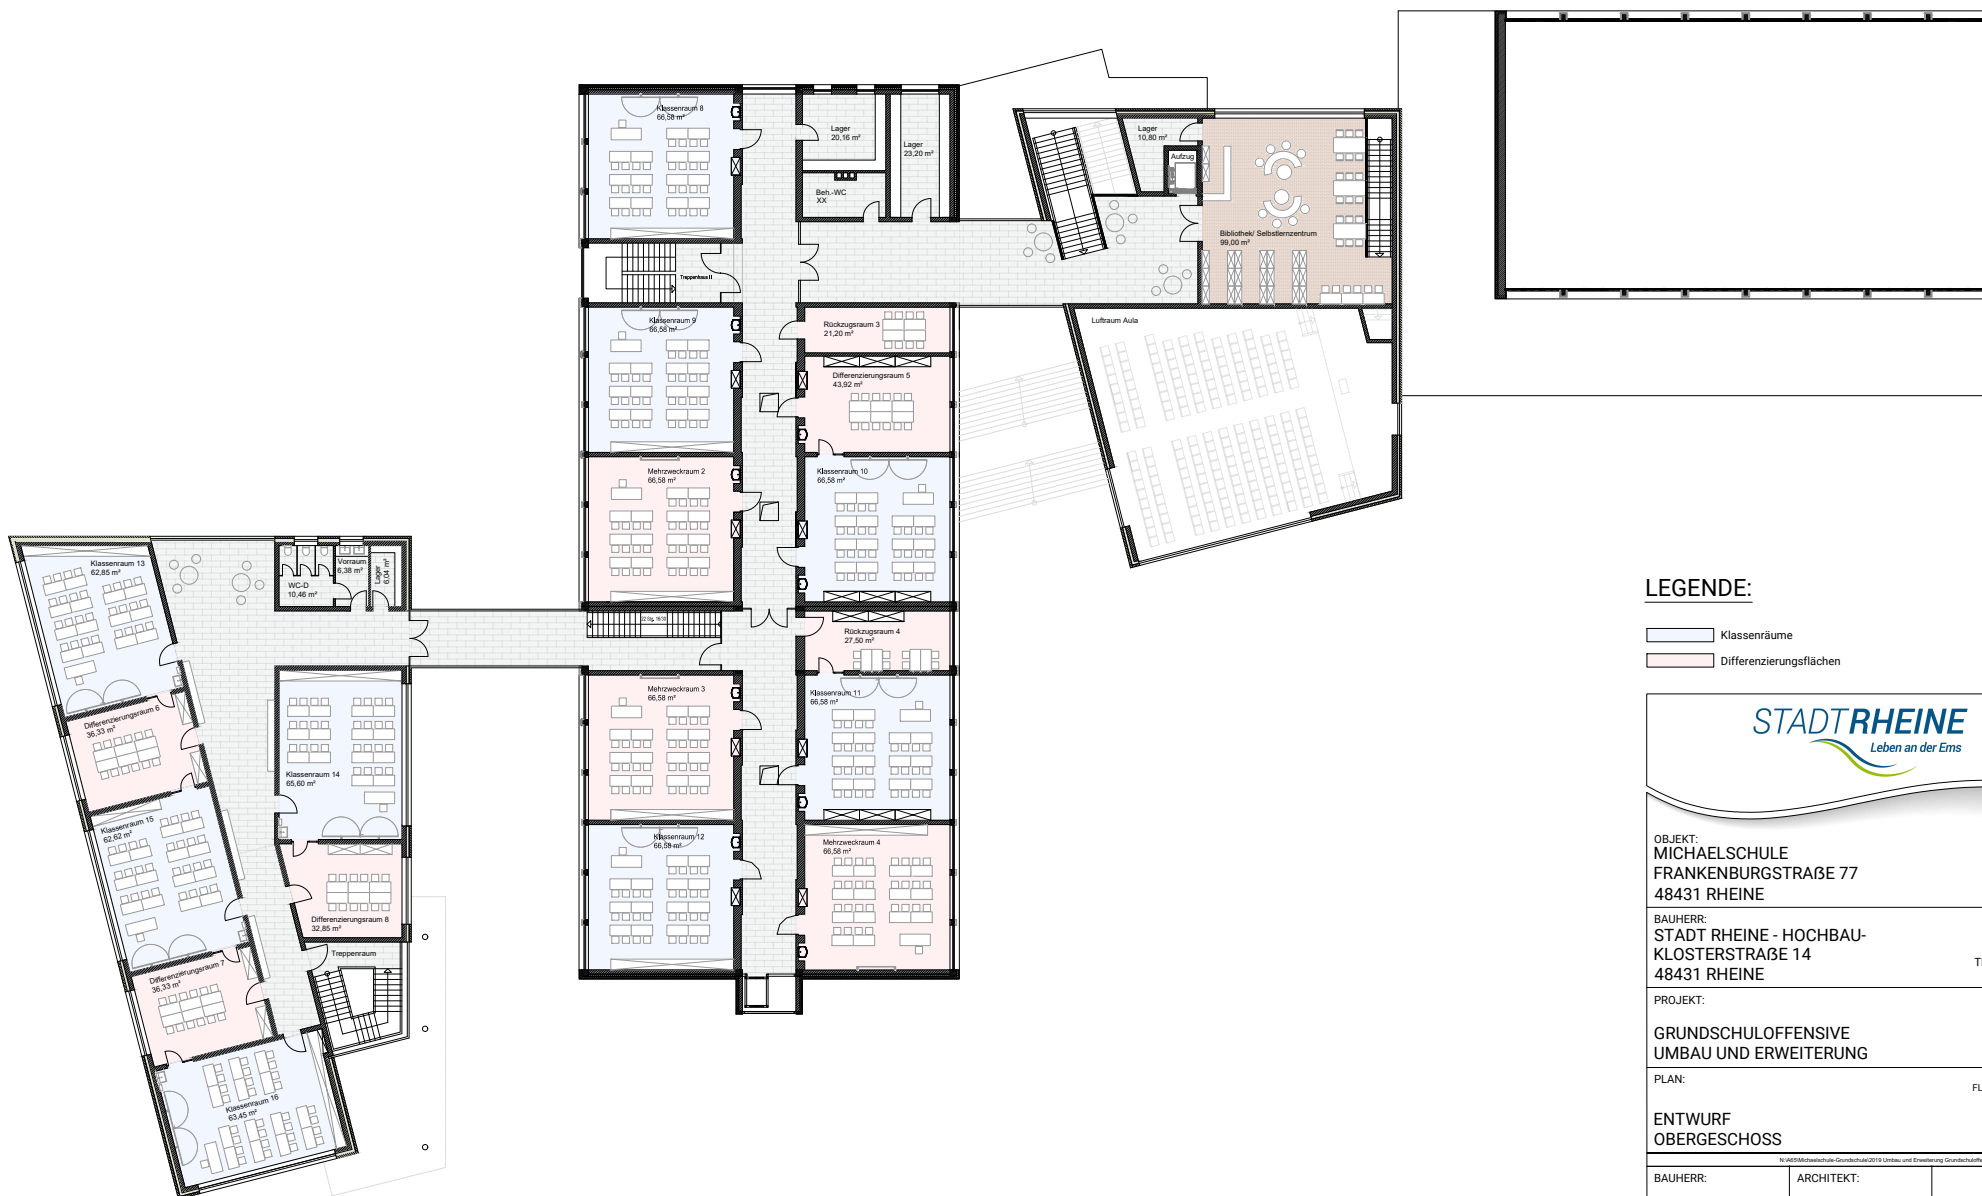 Klassenraum 8
66,58 m²
Lager
20,16 m²
Lager
23,20 m²
Beh.-WC
XX
Lager
10,80 m²
Aufzug
Bibliothek/ Selbstlernzentrum
99,00 m²
Treppenhaus II
Klassenraum 9
66,58 m²
Rückzugsraum 3
21,20 m²
Luftraum Aula
Differenzierungsraum 5
43,92 m²
Mehrzweckraum 2
66,58 m²
Klassenraum 10
66,58 m²
Klassenraum 13
62,85 m²
WC-D
10,46 m²
Vorraum
6,38 m²
Lager
6,04 m²
22 Stg. 16/30
Rückzugsraum 4
27,50 m²
Mehrzweckraum 3
66,58 m²
Klassenraum 11
66,58 m²
Differenzierungsraum 6
36,33 m²
Klassenraum 14
65,60 m²
Klassenraum 15
62,62 m²
Klassenraum 12
66,58 m²
Mehrzweckraum 4
66,58 m²
Differenzierungsraum 8
32,85 m²
Treppenraum
Differenzierungsraum 7
36,33 m²
Klassenraum 16
63,45 m²
LEGENDE:
Klassenräume
Differenzierungsflächen
STADTRHEINE
Leben an der Ems
OBJEKT:
MICHAELSCHULE
FRANKENBURGSTRAßE 77
48431 RHEINE
BAUHERR:
STADT RHEINE - HOCHBAU-
KLOSTERSTRAßE 14
48431 RHEINE
PROJEKT:
GRUNDSCHULOFFENSIVE
UMBAU UND ERWEITERUNG
PLAN:
ENTWURF
OBERGESCHOSS
BAUHERR:
ARCHITEKT: